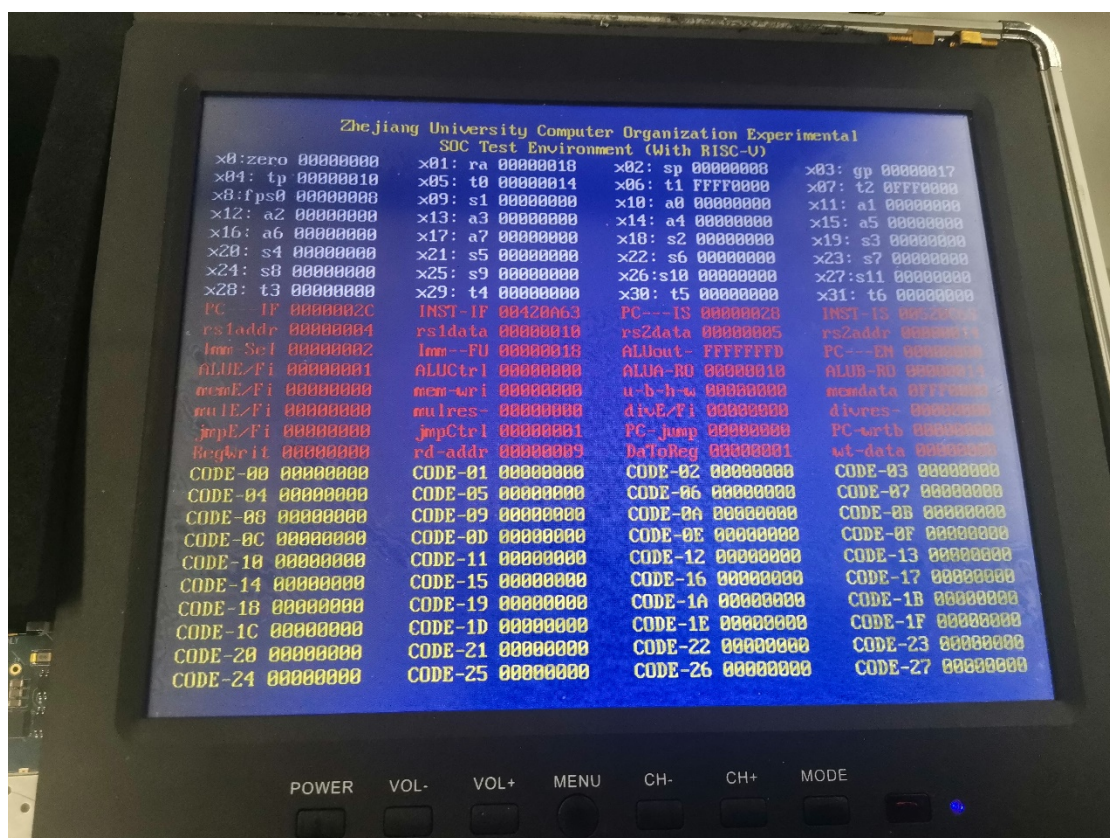 Zhejiang University Computer Organization Experimental
SOC Test Environment (With RISC-V)
x0:zero 00000000 x01: ra 00000018 x02: sp 00000008 x03: gp 00000017
x04: tp 00000010 x05: t0 00000014 x06: t1 FFFF0000 x07: t2 0FFF0000
x8:fps0 00000008 x09: s1 00000000 x10: a0 00000000 x11: a1 00000000
x12: a2 00000000 x13: a3 00000000 x14: a4 00000000 x15: a5 00000000
x16: a6 00000000 x17: a7 00000000 x18: s2 00000000 x19: s3 00000000
x20: s4 00000000 x21: s5 00000000 x22: s6 00000000 x23: s7 00000000
x24: s8 00000000 x25: s9 00000000 x26:s10 00000000 x27:s11 00000000
x28: t3 00000000 x29: t4 00000000 x30: t5 00000000 x31: t6 00000000
PC---IF 0000002C INST-IF 00420A63 PC---IS 00000028 INST-IS
rs1addr 00000004 rs1data 00000010 rs2data 00000005 rs2addr
Imm-Sel 00000002 Imm--FU 00000018 ALUout- FFFFFFFD PC---EN
ALUE/Fi 00000001 ALUCtrl 00000000 ALUA-RO 00000010 ALUB-RO
memE/Fi 00000000 mem-wri 00000000 u-b-h-w 00000000 memdata 0FFF0000
mulE/Fi 00000000 mulres- 00000000 divE/Fi 00000000 divres- 00000000
jmpE/Fi 00000000 jmpCtrl 00000001 PC-jump 00000000 PC-wrtb
RegWrit 00000000 rd-addr 00000009 DaToReg 00000001 wt-data
CODE-00 00000000 CODE-01 00000000 CODE-02 00000000 CODE-03 00000000
CODE-04 00000000 CODE-05 00000000 CODE-06 00000000 CODE-07 00000000
CODE-08 00000000 CODE-09 00000000 CODE-0A 00000000 CODE-0B 00000000
CODE-0C 00000000 CODE-0D 00000000 CODE-0E 00000000 CODE-0F 00000000
CODE-10 00000000 CODE-11 00000000 CODE-12 00000000 CODE-13 00000000
CODE-14 00000000 CODE-15 00000000 CODE-16 00000000 CODE-17 00000000
CODE-18 00000000 CODE-19 00000000 CODE-1A 00000000 CODE-1B 00000000
CODE-1C 00000000 CODE-1D 00000000 CODE-1E 00000000 CODE-1F 00000000
CODE-20 00000000 CODE-21 00000000 CODE-22 00000000 CODE-23 00000000
CODE-24 00000000 CODE-25 00000000 CODE-26 00000000 CODE-27 00000000
POWER VOL- VOL+ MENU CH- CH+ MODE